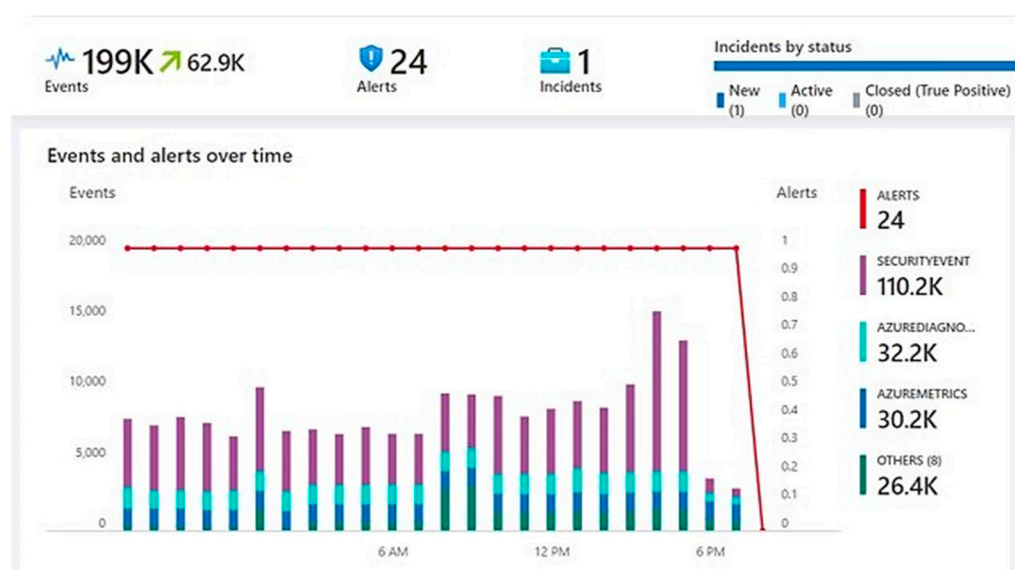 199K 62.9K
Events
24
Alerts
1
Incidents
Incidents by status
New
(1)
Active
(0)
Closed (True Positive)
(0)
Events and alerts over time
Events
Alerts
20,000
15,000
10,000
5,000
0
1
0.9
0.8
0.7
0.6
0.5
0.4
0.3
0.2
0.1
0
6 AM
12 PM
6 PM
ALERTS
24
SECURITYEVENT
110.2K
AZUREDIAGNO...
32.2K
AZUREMETRICS
30.2K
OTHERS (8)
26.4K